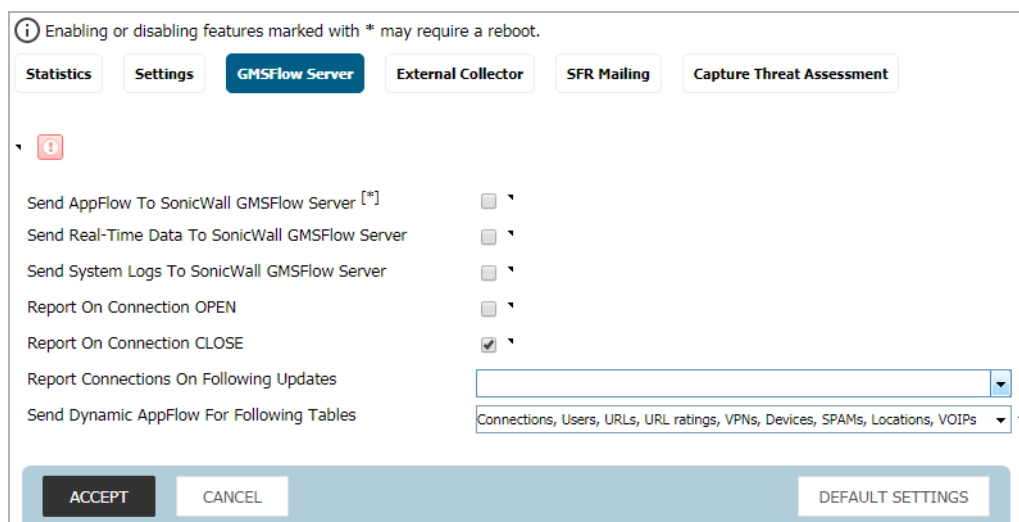 Enabling or disabling features marked with * may require a reboot.
Statistics Settings GMSFlow Server External Collector SFR Mailing Capture Threat Assessment
Send AppFlow To SonicWall GMSFlow Server [*]
Send Real-Time Data To SonicWall GMSFlow Server
Send System Logs To SonicWall GMSFlow Server
Report On Connection OPEN
Report On Connection CLOSE
Report Connections On Following Updates
Send Dynamic AppFlow For Following Tables Connections, Users, URLs, URL ratings, VPNs, Devices, SPAMs, Locations, VOIPs
ACCEPT CANCEL DEFAULT SETTINGS